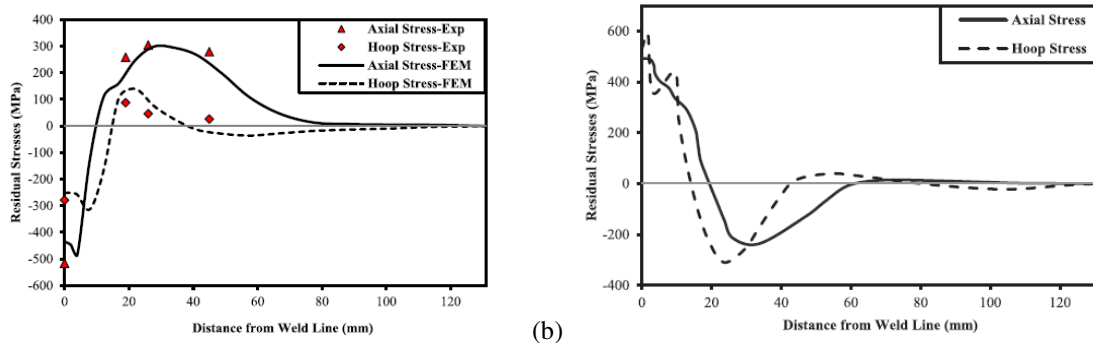 400
300
200
100
0
-100
-200
-300
-400
-500
-600
Residual Stresses (MPa)
Axial Stress-Exp
Hoop Stress-Exp
Axial Stress-FEM
Hoop Stress-FEM
0 20 40 60 80 100 120
Distance from Weld Line (mm)
(b)
600
400
200
0
-200
-400
Residual Stresses (MPa)
Axial Stress
Hoop Stress
0 20 40 60 80 100 120
Distance from Weld Line (mm)